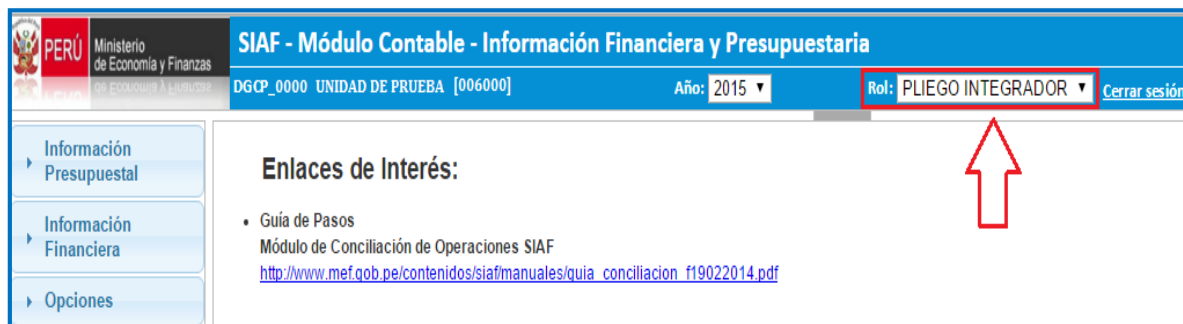 PERÚ
Ministerio
de Economía y Finanzas
SIAF - Módulo Contable - Información Financiera y Presupuestaria
DGCP_0000 UNIDAD DE PRUEBA [006000]
Año: 2015
Rol: PLIEGO INTEGRADOR
Cerrar sesión
Información
Presupuestal
Información
Financiera
Opciones
Enlaces de Interés:
• Guía de Pasos
Módulo de Conciliación de Operaciones SIAF
http://www.mef.gob.pe/contenidos/siaf/manuales/guia_conciliacion_f19022014.pdf